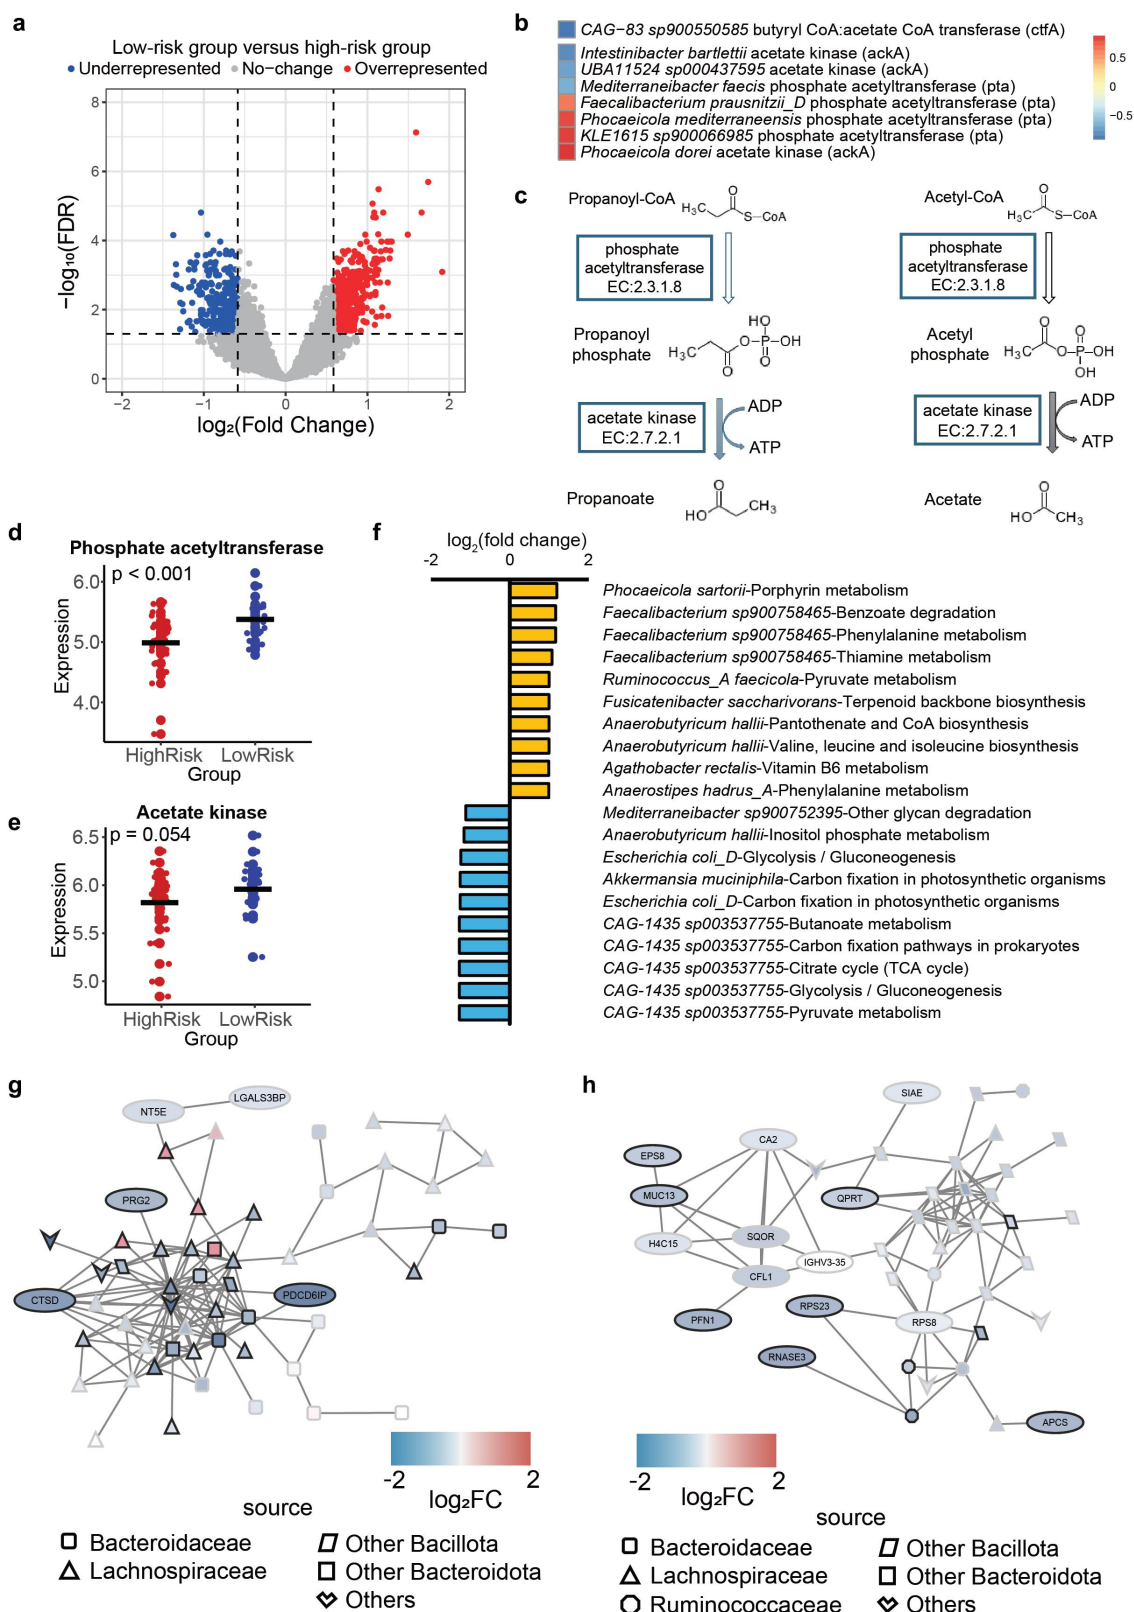 a
Low-risk group versus high-risk group
Underrepresented No-change Overrepresented
8
6
4
2
0
−log₁₀(FDR)
−2 −1 0 1 2
log₂(Fold Change)
b
CAG−83 sp900550585 butyryl CoA:acetate CoA transferase (ctfA)
Intestinibacter bartlettii acetate kinase (ackA)
UBA11524 sp000437595 acetate kinase (ackA)
Mediterraneibacter faecis phosphate acetyltransferase (pta)
Faecalibacterium prausnitzii_D phosphate acetyltransferase (pta)
Phocaeicola mediterraneensis phosphate acetyltransferase (pta)
KLE1615 sp900066985 phosphate acetyltransferase (pta)
Phocaeicola dorei acetate kinase (ackA)
0.5
0
−0.5
c
Propanoyl-CoA
H₃C
O
S–CoA
phosphate
acetyltransferase
EC:2.3.1.8
Propanoyl
phosphate
H₃C
O
O
HO
P
OH
O
acetate kinase
EC:2.7.2.1
ADP
ATP
Propanoate
O
HO
CH₃
Acetyl-CoA
O
H₃C
S–CoA
phosphate
acetyltransferase
EC:2.3.1.8
Acetyl
phosphate
O
H₃C
O
O
P
OH
OH
acetate kinase
EC:2.7.2.1
ADP
ATP
Acetate
O
HO
CH₃
d
Phosphate acetyltransferase
p < 0.001
6.0
5.0
4.0
Expression
HighRisk LowRisk
Group
e
Acetate kinase
p = 0.054
6.5
6.0
5.5
5.0
Expression
HighRisk LowRisk
Group
f
log₂(fold change)
-2 0 2
Phocaeicola sartorii-Porphyrin metabolism
Faecalibacterium sp900758465-Benzoate degradation
Faecalibacterium sp900758465-Phenylalanine metabolism
Faecalibacterium sp900758465-Thiamine metabolism
Ruminococcus_A faecicola-Pyruvate metabolism
Fusicatenibacter saccharivorans-Terpenoid backbone biosynthesis
Anaerobutyricum hallii-Pantothenate and CoA biosynthesis
Anaerobutyricum hallii-Valine, leucine and isoleucine biosynthesis
Agathobacter rectalis-Vitamin B6 metabolism
Anaerostipes hadrus_A-Phenylalanine metabolism
Mediterraneibacter sp900752395-Other glycan degradation
Anaerobutyricum hallii-Inositol phosphate metabolism
Escherichia coli_D-Glycolysis / Gluconeogenesis
Akkermansia muciniphila-Carbon fixation in photosynthetic organisms
Escherichia coli_D-Carbon fixation in photosynthetic organisms
CAG-1435 sp003537755-Butanoate metabolism
CAG-1435 sp003537755-Carbon fixation pathways in prokaryotes
CAG-1435 sp003537755-Citrate cycle (TCA cycle)
CAG-1435 sp003537755-Glycolysis / Gluconeogenesis
CAG-1435 sp003537755-Pyruvate metabolism
g
NT5E
LGALS3BP
PRG2
CTSD
PDCD6IP
-2 2
log₂FC
source
Bacteroidaceae
Lachnospiraceae
Other Bacillota
Other Bacteroidota
Others
h
SIAE
CA2
EPS8
MUC13
QPRT
H4C15
SQOR
IGHV3-35
CFL1
PFN1
RPS23
RPS8
RNASE3
APCS
-2 2
log₂FC
source
Bacteroidaceae
Lachnospiraceae
Ruminococcaceae
Other Bacillota
Other Bacteroidota
Others